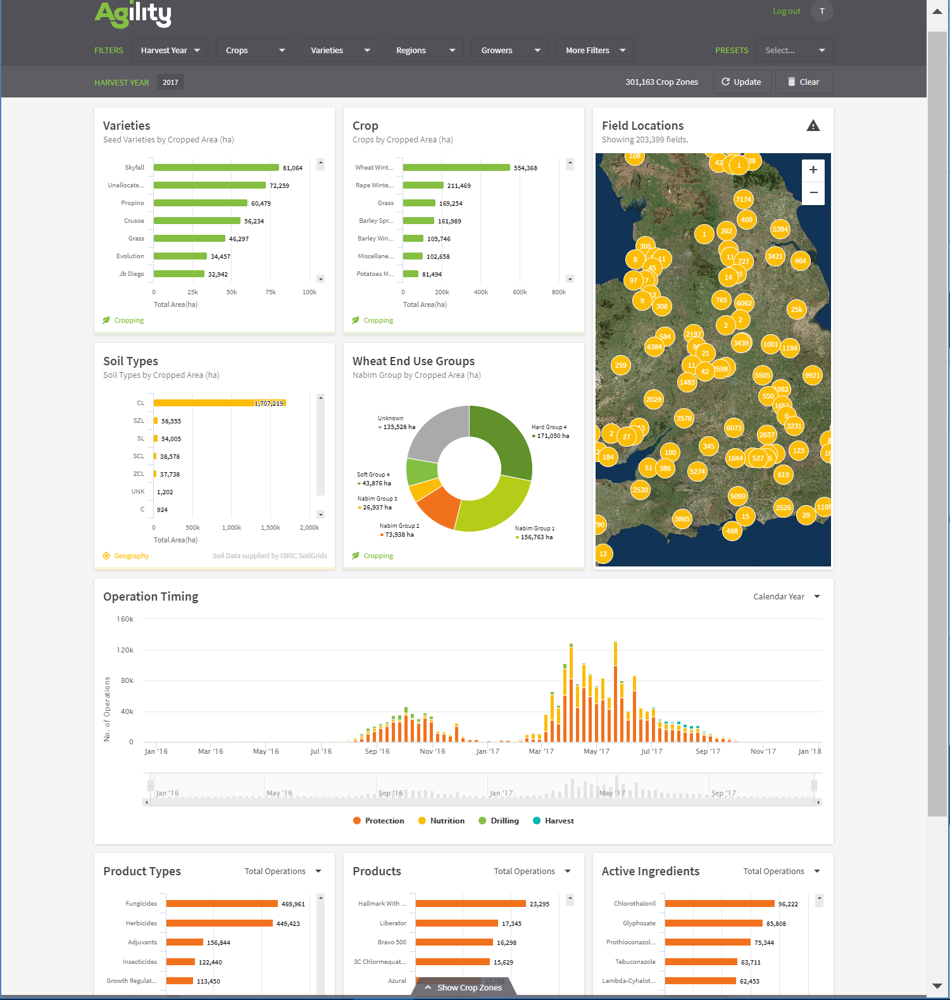 Agility
Log out T
FILTERS Harvest Year Crops Varieties Regions Growers More Filters PRESETS Select...
HARVEST YEAR 2017 301,163 Crop Zones Update Clear
Varieties
Seed Varieties by Cropped Area (ha)
Skyfall 81,064
Unallocate... 72,259
Propino 60,479
Crusoe 56,234
Grass 46,297
Evolution 34,457
Jb Diego 32,942
0 25k 50k 75k 100k
Total Area(ha)
Cropping
Crop
Crops by Cropped Area (ha)
Wheat Wint... 554,368
Rape Winte... 211,469
Grass 169,254
Barley Spr... 161,989
Barley Win... 105,746
Miscellane... 102,658
Potatoes M... 81,494
0 200k 400k 600k 800k
Total Area(ha)
Cropping
Field Locations
Showing 203,399 fields.
+
−
108
42 1 38
7174
409
262 5384
1
305
8 11 11 727 3421 464
45
97 17 14 3
12
9 306 765 6062 25k
2 2
584 2197
4384 21 3439 1001 1184
259 11 42 2598
1483 5505 9921
1082
550
2029 1651
6
3576 3231
2 27 13 6073 2637
184 100 345 1644 527 5 123
51 386 5274 619
2530 5099
2526 1109
3865 15 29
790 498
12
Soil Types
Soil Types by Cropped Area (ha)
CL 1,707,219
SZL 58,555
SL 54,005
SCL 38,578
ZCL 37,738
UNK 1,202
C 924
0 500k 1,000k 1,500k 2,000k
Total Area(ha)
Geography Soil Data supplied by ISRIC SoilGrids
Wheat End Use Groups
Nabim Group by Cropped Area (ha)
Unknown
135,528 ha
Hard Group 4
171,050 ha
Soft Group 4
43,876 ha
Nabim Group 3
26,937 ha
Nabim Group 2
73,938 ha
Nabim Group 1
156,763 ha
Cropping
Operation Timing Calendar Year
No. of Operations
160k
120k
80k
40k
0
Jan '16 Mar '16 May '16 Jul '16 Sep '16 Nov '16 Jan '17 Mar '17 May '17 Jul '17 Sep '17 Nov '17 Jan '18
Jan '16 May '16 Sep '16 Jan '17 May '17 Sep '17
Protection Nutrition Drilling Harvest
Product Types Total Operations
Fungicides 469,961
Herbicides 449,423
Adjuvants 156,844
Insecticides 122,440
Growth Regulat... 113,450
Products Total Operations
Hallmark With ... 23,295
Liberator 17,345
Bravo 500 16,298
3C Chlormequat... 15,629
Azural 13,788
Active Ingredients Total Operations
Chlorothalonil 96,222
Glyphosate 85,808
Prothioconazol... 75,344
Tebuconazole 63,711
Lambda-Cyhalot... 62,453
Show Crop Zones